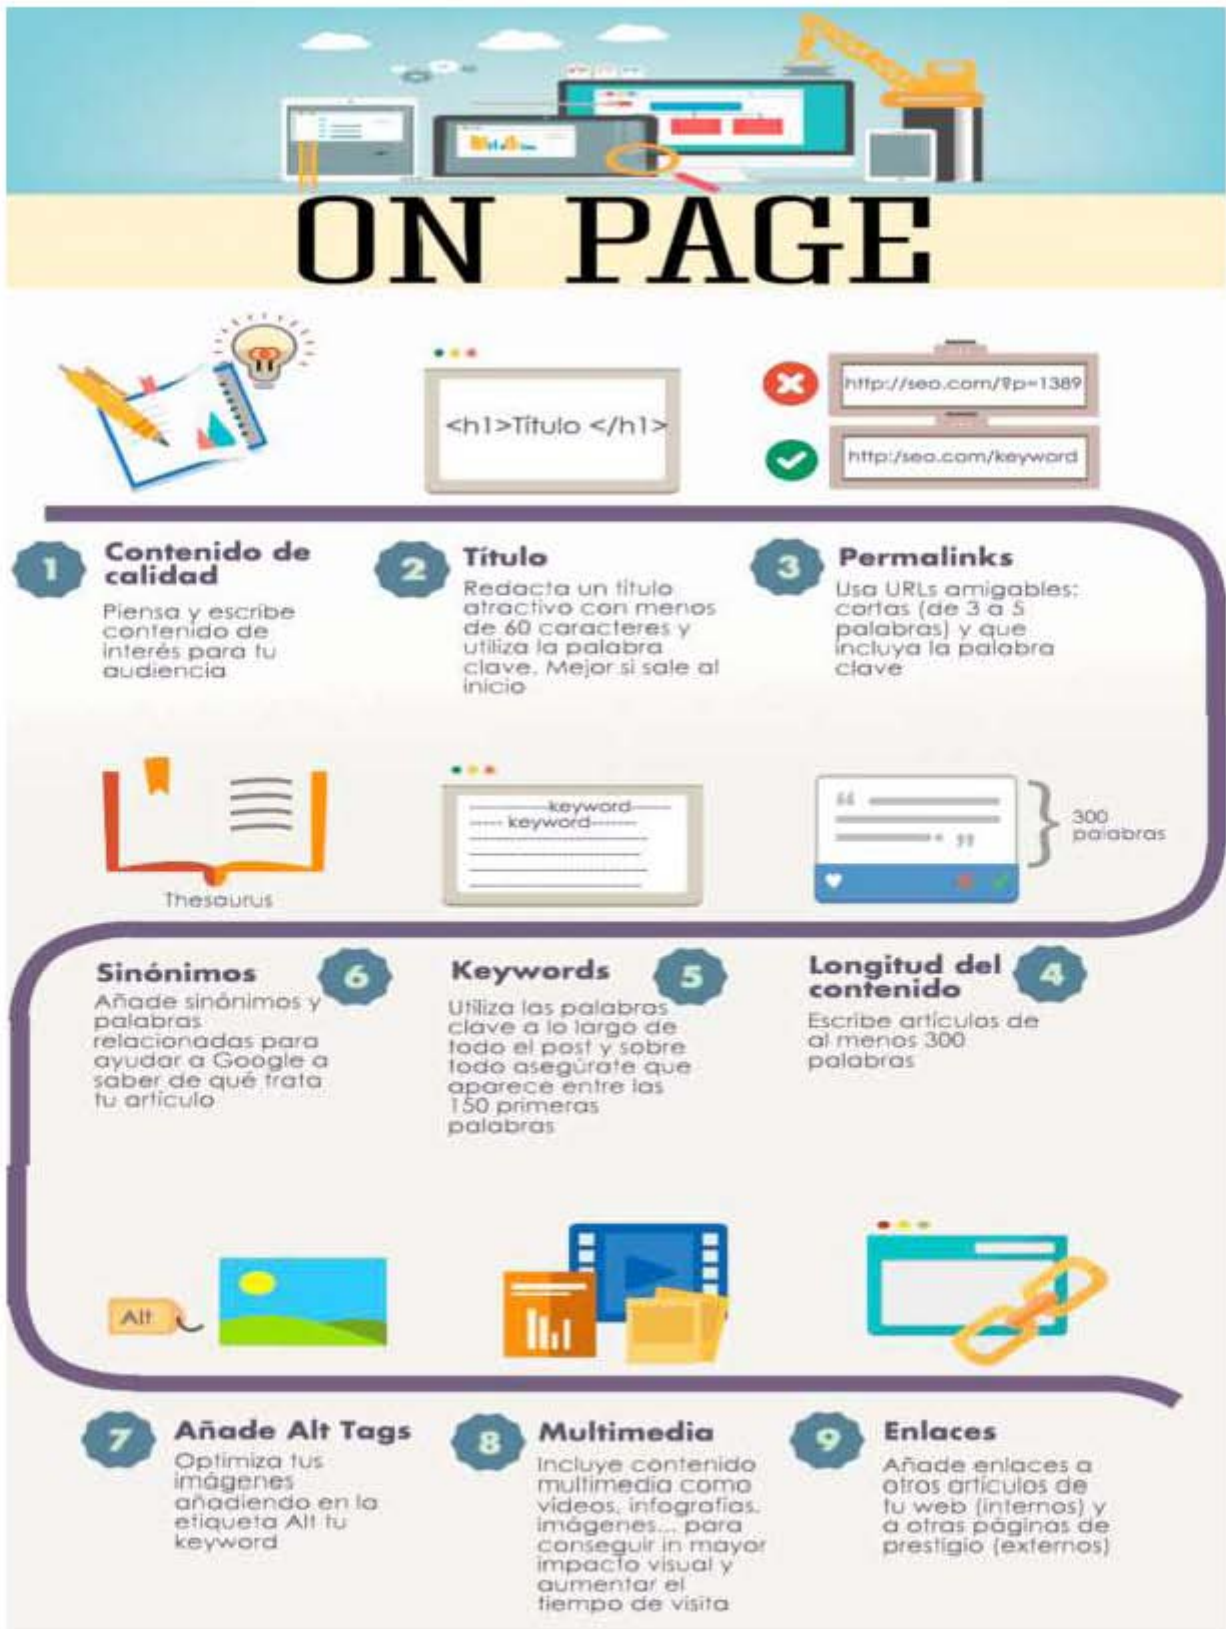 ON PAGE
<h1>Título </h1>
http://seo.com/?p=1389
http:/seo.com/keyword
1
Contenido de
calidad
Piensa y escribe
contenido de
interés para tu
audiencia
2
Título
Redacta un título
atractivo con menos
de 60 caracteres y
utiliza la palabra
clave. Mejor si sale al
inicio
3
Permalinks
Usa URLs amigables:
cortas (de 3 a 5
palabras) y que
incluya la palabra
clave
300
palabras
keyword
keyword
Thesaurus
4
Longitud del
contenido
Escribe artículos de
al menos 300
palabras
5
Keywords
Utiliza las palabras
clave a lo largo de
todo el post y sobre
todo asegúrate que
aparece entre las
150 primeras
palabras
6
Sinónimos
Añade sinónimos y
palabras
relacionadas para
ayudar a Google a
saber de qué trata
tu artículo
Alt
7
Añade Alt Tags
Optimiza tus
imágenes
añadiendo en la
etiqueta Alt tu
keyword
8
Multimedia
Incluye contenido
multimedia como
videos, infografías,
imágenes... para
conseguir in mayor
impacto visual y
aumentar el
tiempo de visita
9
Enlaces
Añade enlaces a
otros artículos de
tu web (internos) y
a otras páginas de
prestigio (externos)